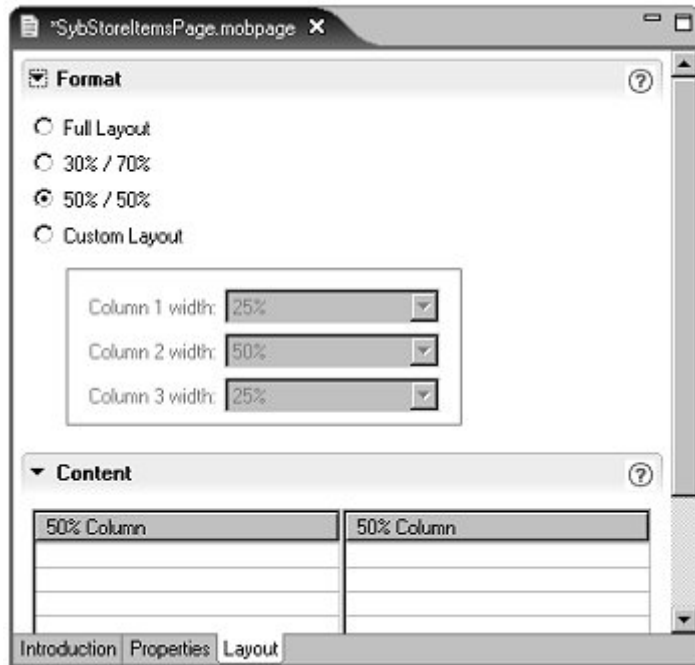 *SybStoreItemsPage.mobpage
Format
Full Layout
30% / 70%
50% / 50%
Custom Layout
Column 1 width: 25%
Column 2 width: 50%
Column 3 width: 25%
Content
50% Column 50% Column
Introduction Properties Layout